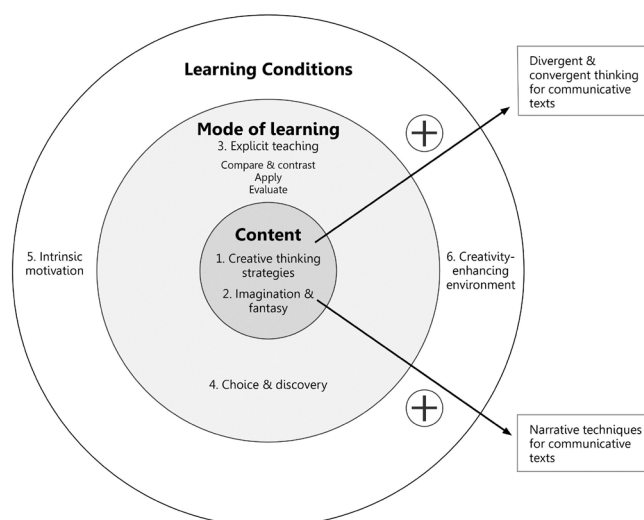 Learning Conditions
Mode of learning
3. Explicit teaching
Compare & contrast
Apply
Evaluate
Content
1. Creative thinking
strategies
2. Imagination &
fantasy
4. Choice & discovery
5. Intrinsic
motivation
6. Creativity-
enhancing
environment
Divergent &
convergent thinking
for communicative
texts
Narrative techniques
for communicative
texts